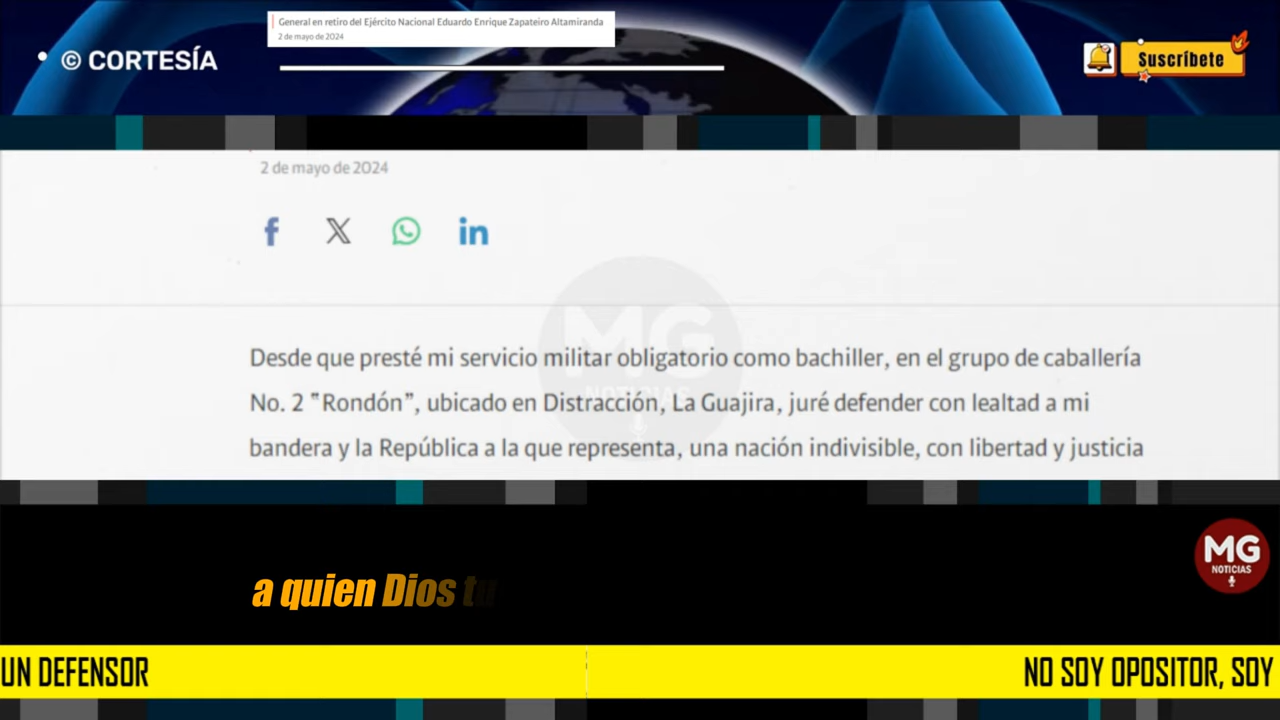 General en retiro del Ejército Nacional Eduardo Enrique Zapateiro Altamiranda
2 de mayo de 2024
© CORTESÍA
Suscríbete
2 de mayo de 2024
Desde que presté mi servicio militar obligatorio como bachiller, en el grupo de caballería
No. 2 “Rondón”, ubicado en Distracción, La Guajira, juré defender con lealtad a mi
bandera y la República a la que representa, una nación indivisible, con libertad y justicia
MG
NOTICIAS
MG
NOTICIAS
a quien Dios tu
UN DEFENSOR
NO SOY OPOSITOR, SOY